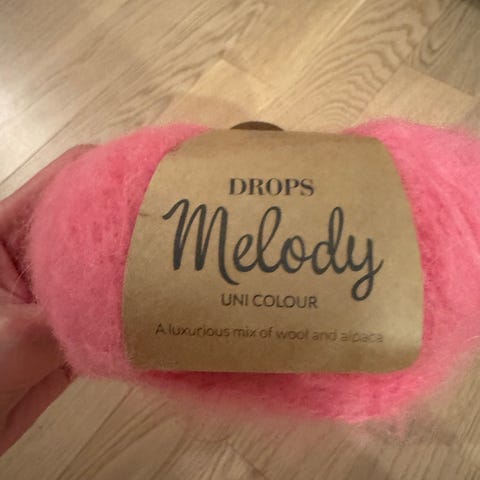 DROPS
Melody
UNI COLOUR
A luxurious mix of wool and alpaca